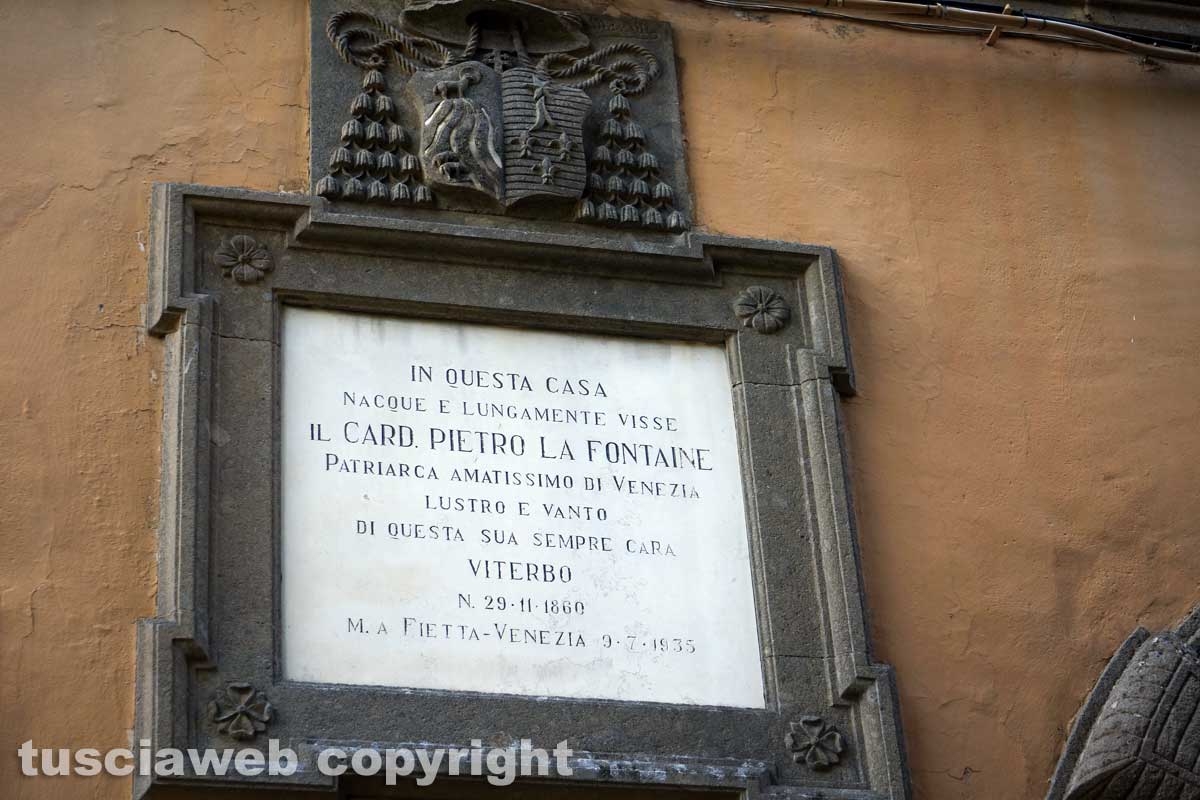 IN QUESTA CASA
NACQUE E LUNGAMENTE VISSE
IL CARD. PIETRO LA FONTAINE
PATRIARCA AMATISSIMO DI VENEZIA
LUSTRO E VANTO
DI QUESTA SUA SEMPRE CARA
VITERBO
N. 29·11·1860
M. A FIETTA-VENEZIA 9·7·1935
tusciaweb copyright